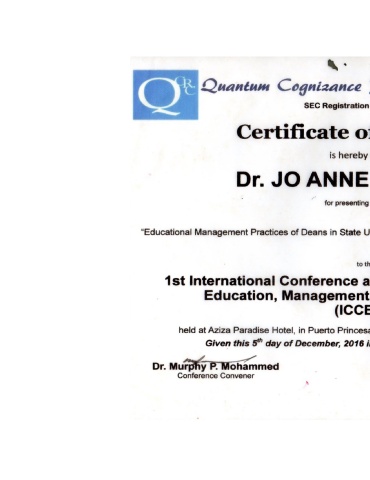 Q CRC Quantum Cognizance
SEC Registration
Certificate o
is hereby
Dr. JO ANNE
for presenting
"Educational Management Practices of Deans in State U
to th
1st International Conference a
Education, Management
(ICCE
held at Aziza Paradise Hotel, in Puerto Princesa
Given this 5th day of December, 2016 i
Dr. Murphy P. Mohammed
Conference Convener